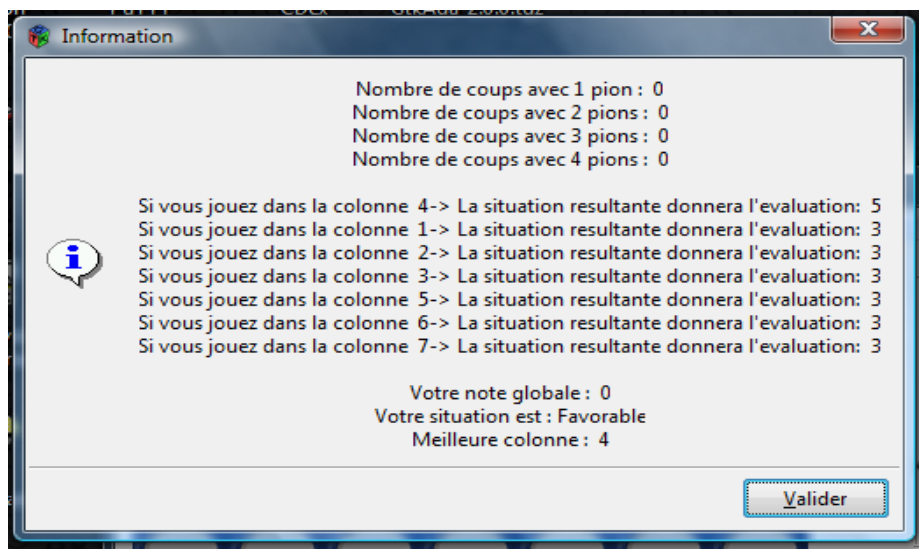 Information
Nombre de coups avec 1 pion : 0
Nombre de coups avec 2 pions : 0
Nombre de coups avec 3 pions : 0
Nombre de coups avec 4 pions : 0
Si vous jouez dans la colonne 4-> La situation resultante donnera l'evaluation: 5
Si vous jouez dans la colonne 1-> La situation resultante donnera l'evaluation: 3
Si vous jouez dans la colonne 2-> La situation resultante donnera l'evaluation: 3
Si vous jouez dans la colonne 3-> La situation resultante donnera l'evaluation: 3
Si vous jouez dans la colonne 5-> La situation resultante donnera l'evaluation: 3
Si vous jouez dans la colonne 6-> La situation resultante donnera l'evaluation: 3
Si vous jouez dans la colonne 7-> La situation resultante donnera l'evaluation: 3
Votre note globale : 0
Votre situation est : Favorable
Meilleure colonne : 4
Valider